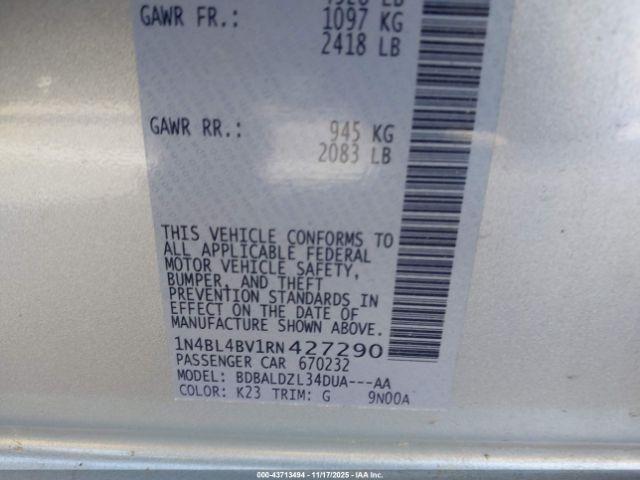 GAWR FR.: 1097 KG
2418 LB
GAWR RR.: 945 KG
2083 LB
THIS VEHICLE CONFORMS TO
ALL APPLICABLE FEDERAL
MOTOR VEHICLE SAFETY,
BUMPER, AND THEFT
PREVENTION STANDARDS IN
EFFECT ON THE DATE OF
MANUFACTURE SHOWN ABOVE.
1N4BL4BV1RN427290
PASSENGER CAR 670232
MODEL: BDBALDZL34DUA---AA
COLOR: K23 TRIM: G 9N00A
000-43713494 - 11/17/2025 - IAA Inc.